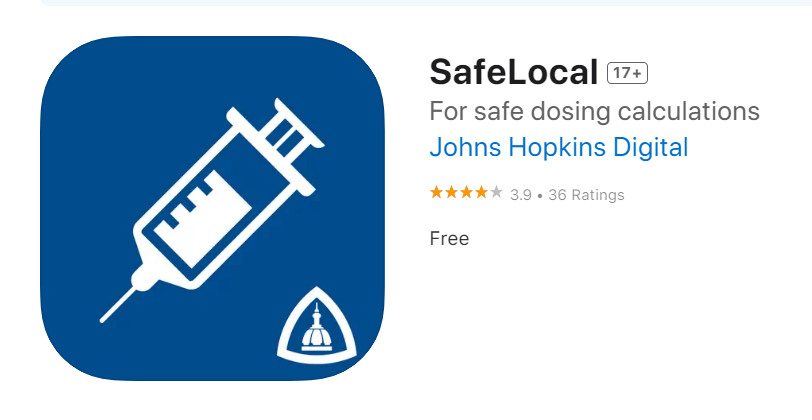 SafeLocal 17+
For safe dosing calculations
Johns Hopkins Digital
3.9 • 36 Ratings
Free